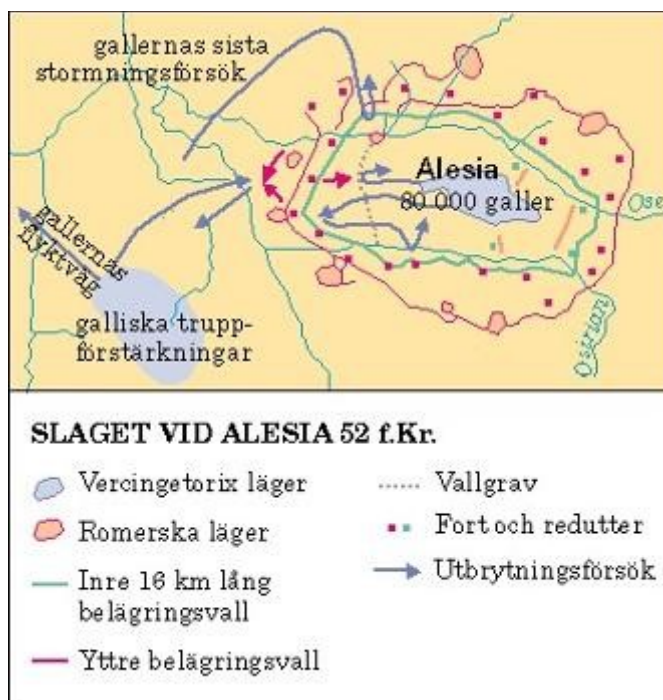 gallernas sista
stormningsförsök
Alesia
80 000 galler
Ose
gallernas
flyktväg
galliska trupp-
förstärkningar
SLAGET VID ALESIA 52 f.Kr.
Vercingetorix läger
Romerska läger
Inre 16 km lång
belägringsvall
Yttre belägringsvall
Vallgrav
Fort och redutter
Utbrytningsförsök